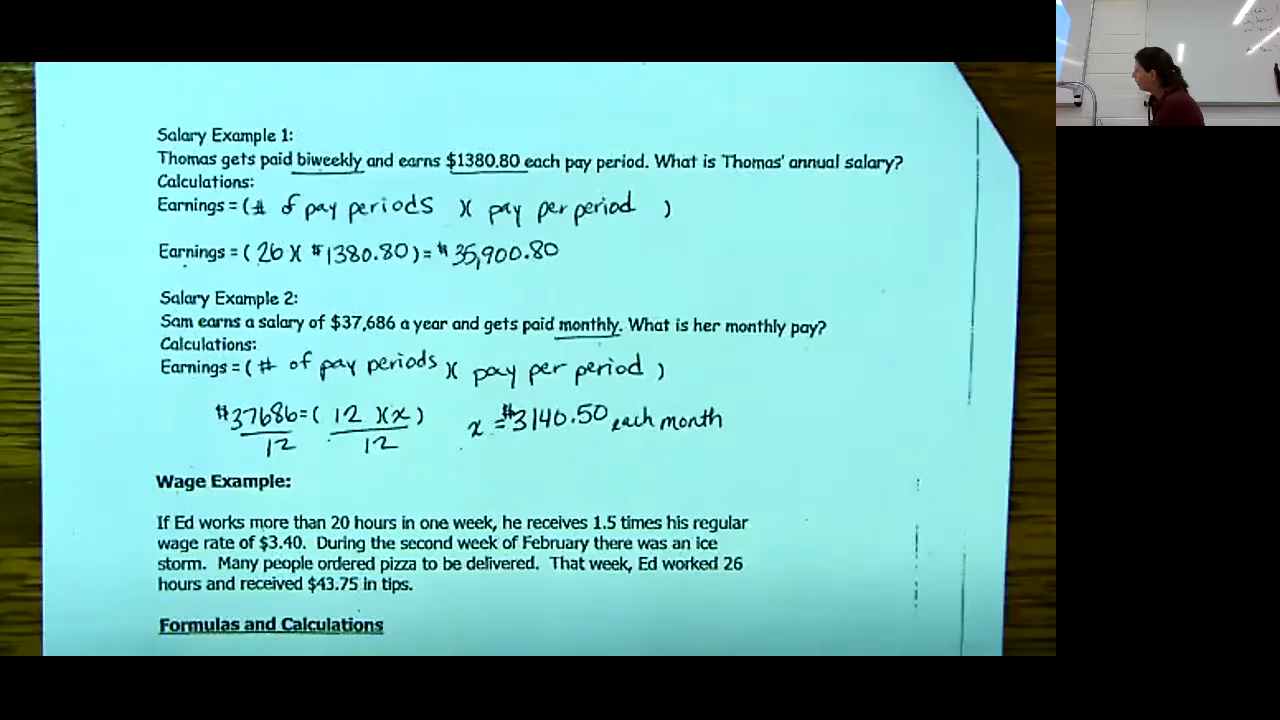 Salary Example 1:
Thomas gets paid biweekly and earns $1380.80 each pay period. What is Thomas' annual salary?
Calculations:
Earnings = (# of pay periods )( pay per period )
Earnings = ( 26 )( $1380.80 ) = $35,900.80
Salary Example 2:
Sam earns a salary of $37,686 a year and gets paid monthly. What is her monthly pay?
Calculations:
Earnings = (# of pay periods )( pay per period )
$37686 = ( 12 )( x ) x = $3140.50 each month
12 12
Wage Example:
If Ed works more than 20 hours in one week, he receives 1.5 times his regular
wage rate of $3.40. During the second week of February there was an ice
storm. Many people ordered pizza to be delivered. That week, Ed worked 26
hours and received $43.75 in tips.
Formulas and Calculations